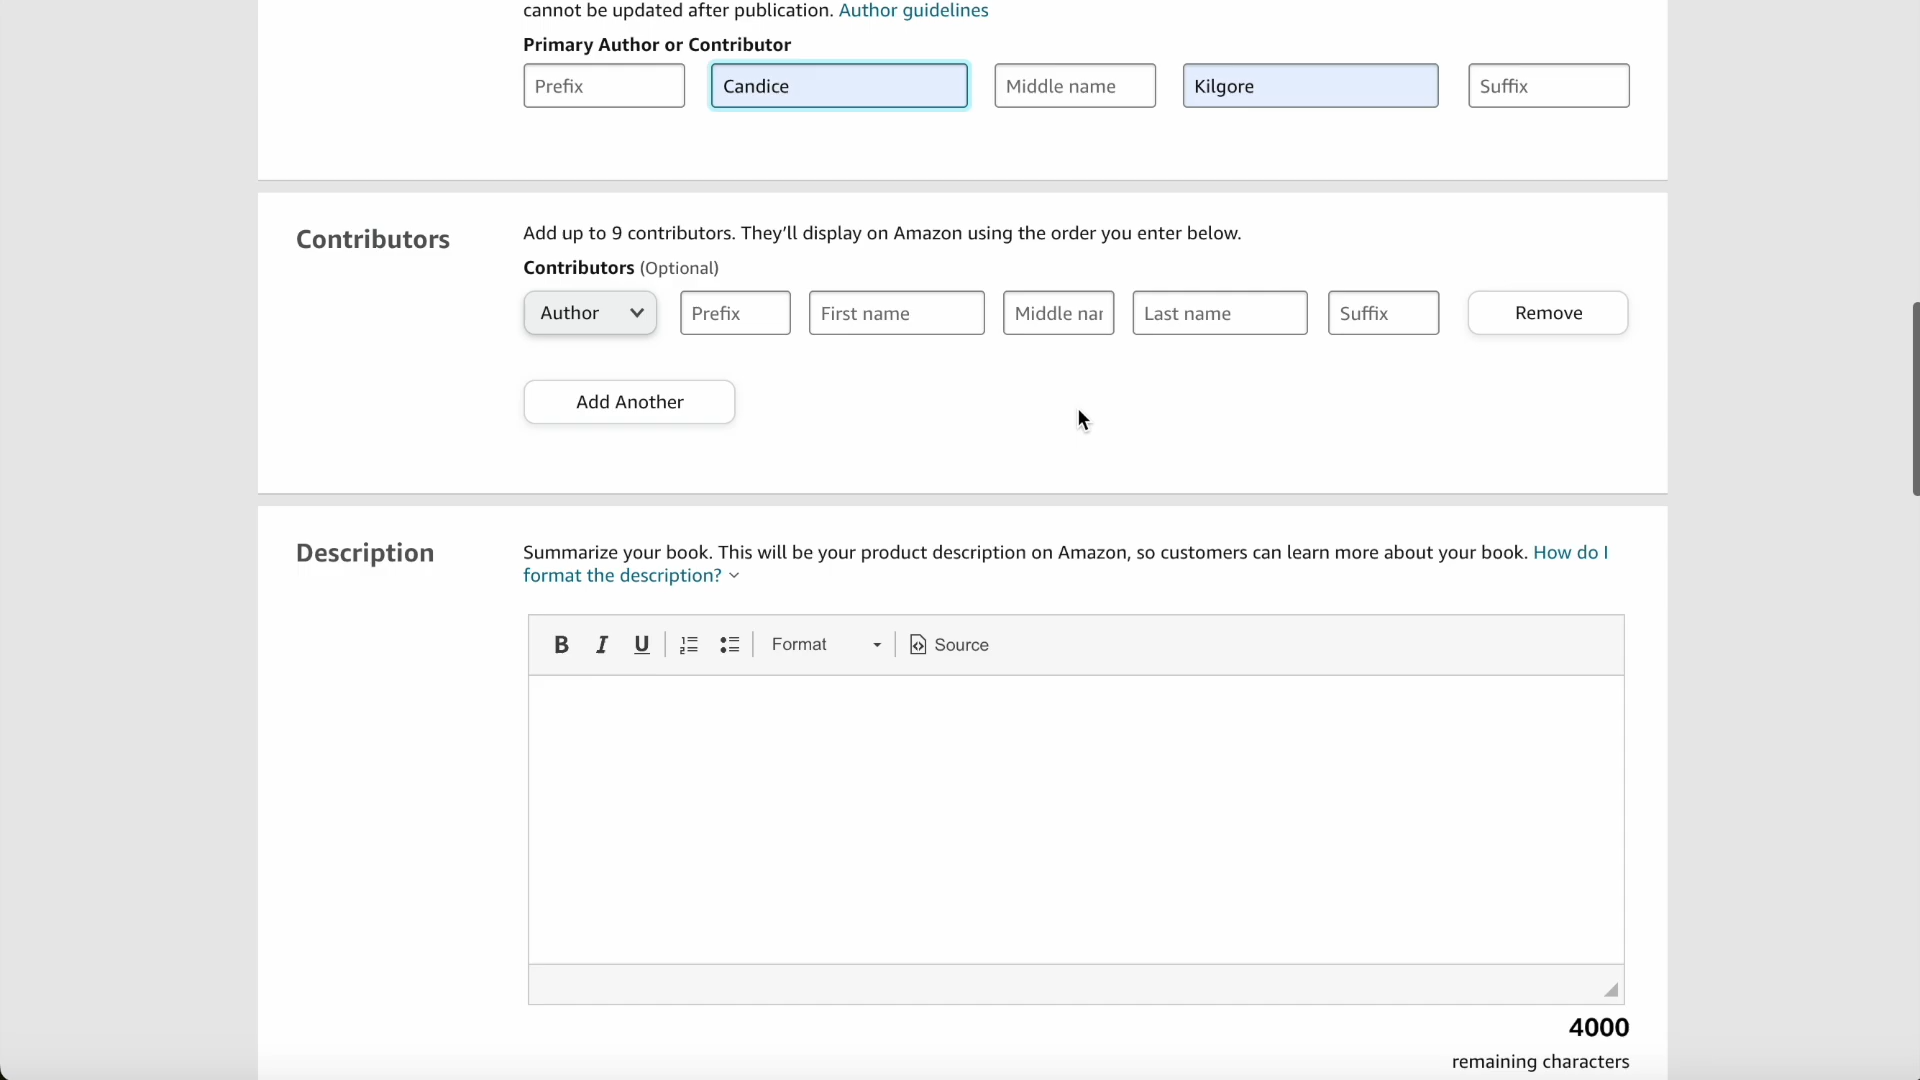 cannot be updated after publication. Author guidelines
Primary Author or Contributor
Prefix Candice Middle name Kilgore Suffix
Contributors
Add up to 9 contributors. They'll display on Amazon using the order you enter below.
Contributors (Optional)
Author Prefix First name Middle nar Last name Suffix Remove
Add Another
Description
Summarize your book. This will be your product description on Amazon, so customers can learn more about your book. How do I
format the description?
B I U Format Source
4000
remaining characters